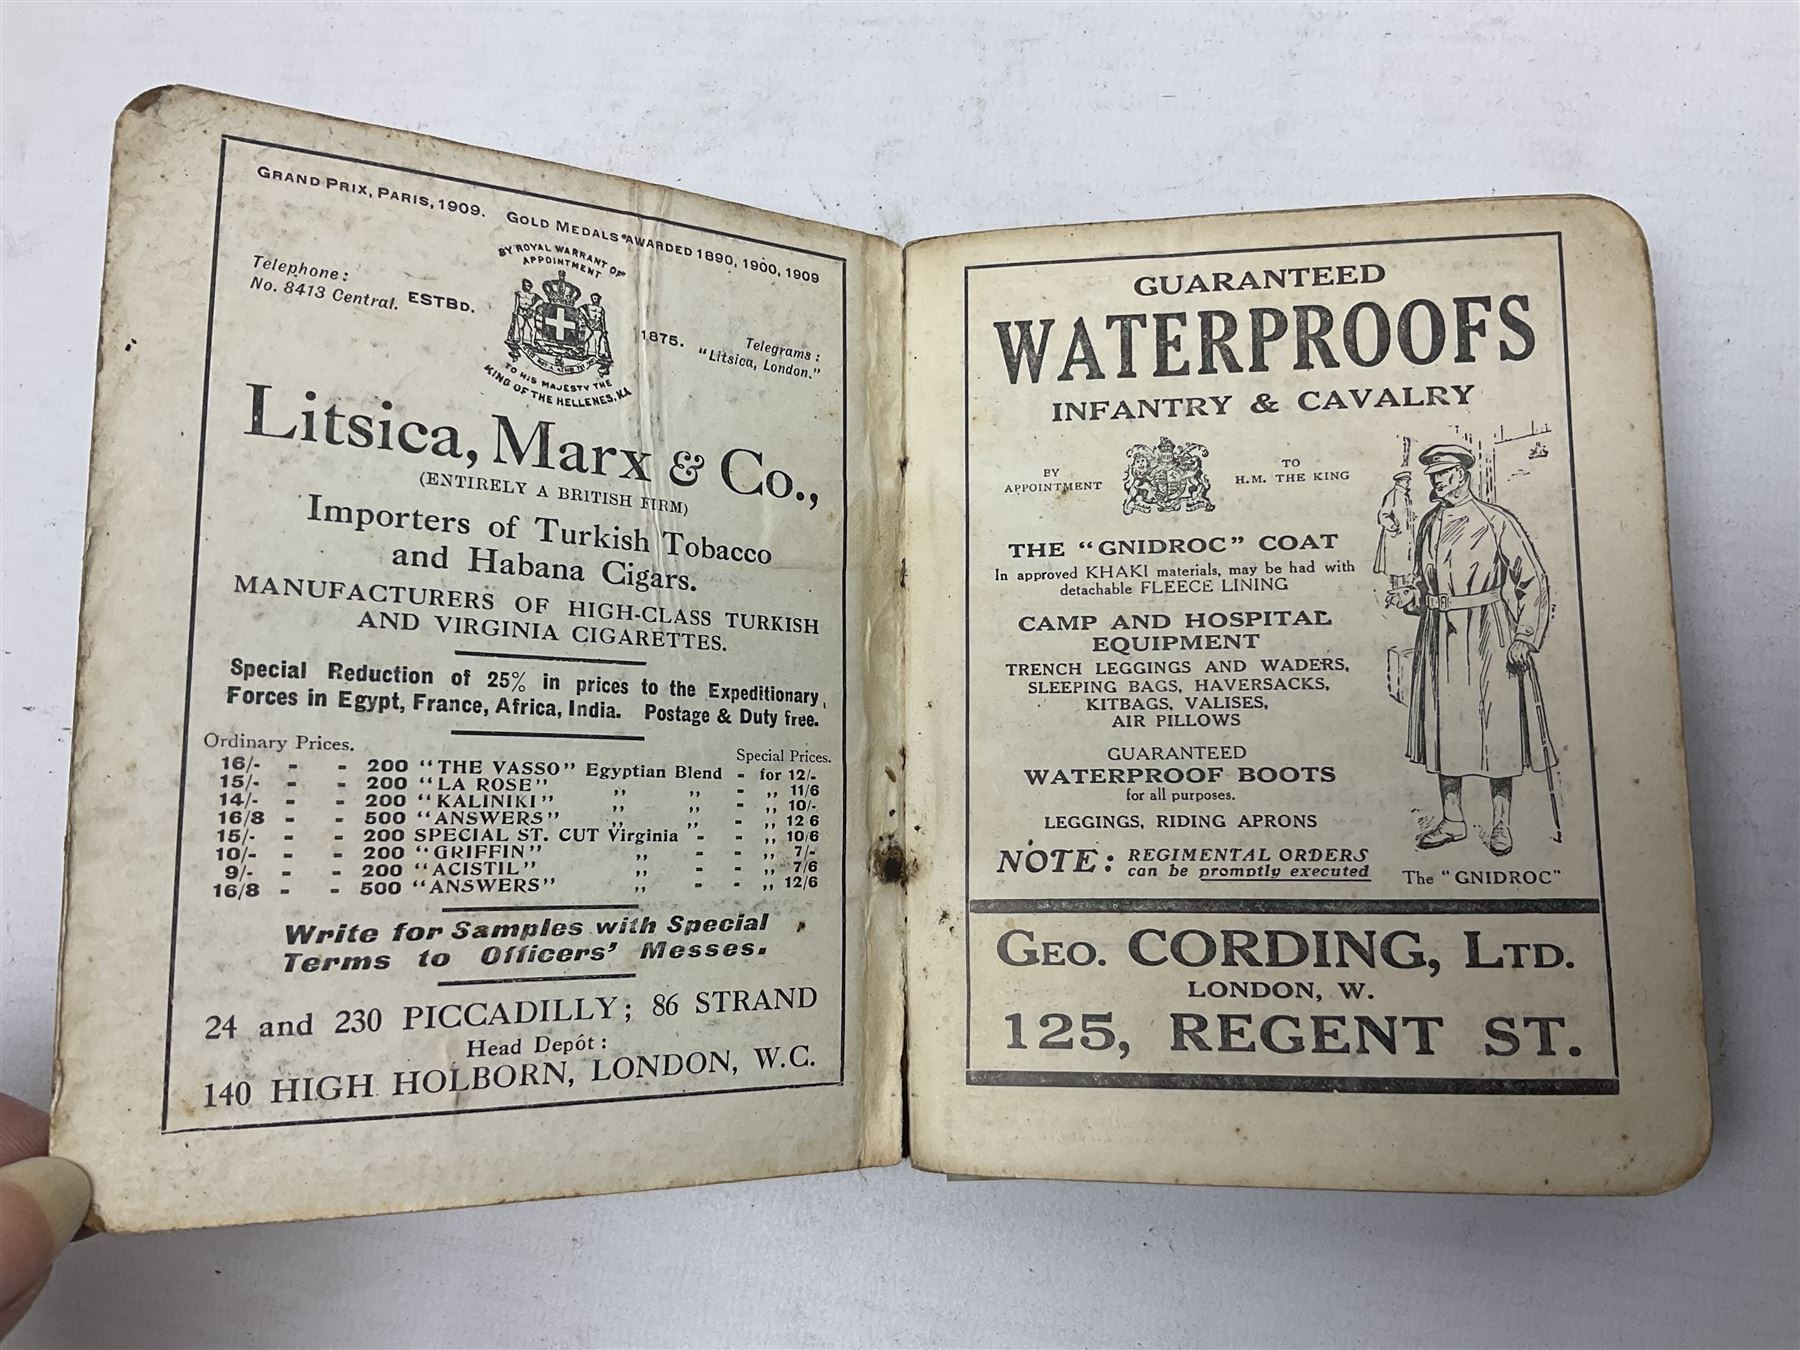 GRAND PRIX, PARIS, 1909. GOLD MEDALS AWARDED 1890, 1900, 1909
BY ROYAL WARRANT OF
APPOINTMENT
Telephone:
No. 8413 Central.
ESTBD. 1875.
Telegrams:
"Litsica, London."
TO HIS MAJESTY THE
KING OF THE HELLENES, K.G.
Litsica, Marx & Co.,
(ENTIRELY A BRITISH FIRM)
Importers of Turkish Tobacco
and Habana Cigars.
MANUFACTURERS OF HIGH-CLASS TURKISH
AND VIRGINIA CIGARETTES.
Special Reduction of 25% in prices to the Expeditionary
Forces in Egypt, France, Africa, India. Postage & Duty free.
Ordinary Prices. Special Prices.
16/- - - 200 "THE VASSO" Egyptian Blend - for 12/-
15/- - - 200 "LA ROSE" ,, ,, - ,, 11/6
14/- - - 200 "KALINIKI" ,, ,, - ,, 10/-
16/8 - - 500 "ANSWERS" ,, ,, - ,, 12 6
15/- - - 200 SPECIAL ST. CUT Virginia - - ,, 10/6
10/- - - 200 "GRIFFIN" ,, - - ,, 7/-
9/- - - 200 "ACISTIL" ,, - - ,, 7/6
16/8 - - 500 "ANSWERS" ,, - - ,, 12/6
Write for Samples with Special
Terms to Officers' Messes.
24 and 230 PICCADILLY; 86 STRAND
Head Depôt:
140 HIGH HOLBORN, LONDON, W.C.
GUARANTEED
WATERPROOFS
INFANTRY & CAVALRY
BY
APPOINTMENT
TO
H.M. THE KING
THE "GNIDROC" COAT
In approved KHAKI materials, may be had with
detachable FLEECE LINING
CAMP AND HOSPITAL
EQUIPMENT
TRENCH LEGGINGS AND WADERS,
SLEEPING BAGS, HAVERSACKS,
KITBAGS, VALISES,
AIR PILLOWS
GUARANTEED
WATERPROOF BOOTS
for all purposes.
LEGGINGS, RIDING APRONS
NOTE: REGIMENTAL ORDERS
can be promptly executed
The "GNIDROC"
GEO. CORDING, LTD.
LONDON, W.
125, REGENT ST.